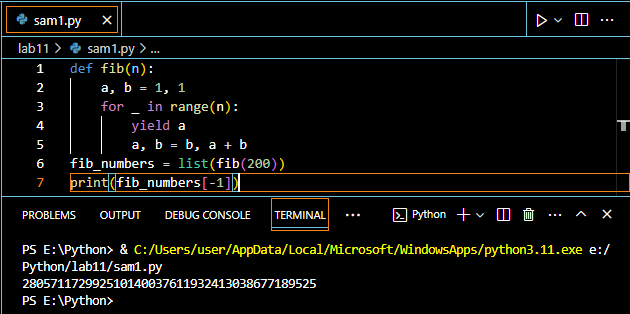 sam1.py ×
lab11 > sam1.py > ...
1 def fib(n):
2     a, b = 1, 1
3     for _ in range(n):
4         yield a
5         a, b = b, a + b
6 fib_numbers = list(fib(200))
7 print(fib_numbers[-1])
PROBLEMS OUTPUT DEBUG CONSOLE TERMINAL ... Python
PS E:\Python> & C:/Users/user/AppData/Local/Microsoft/WindowsApps/python3.11.exe e:/
Python/lab11/sam1.py
280571172992510140037611932413038677189525
PS E:\Python>